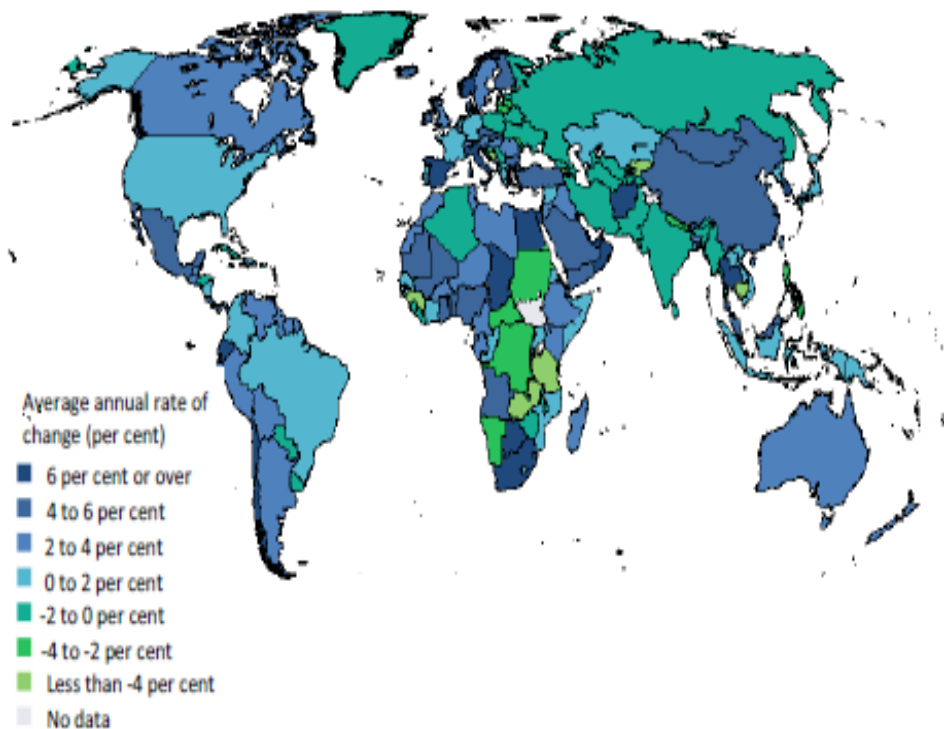 Average annual rate of
change (per cent)
6 per cent or over
4 to 6 per cent
2 to 4 per cent
0 to 2 per cent
-2 to 0 per cent
-4 to -2 per cent
Less than -4 per cent
No data